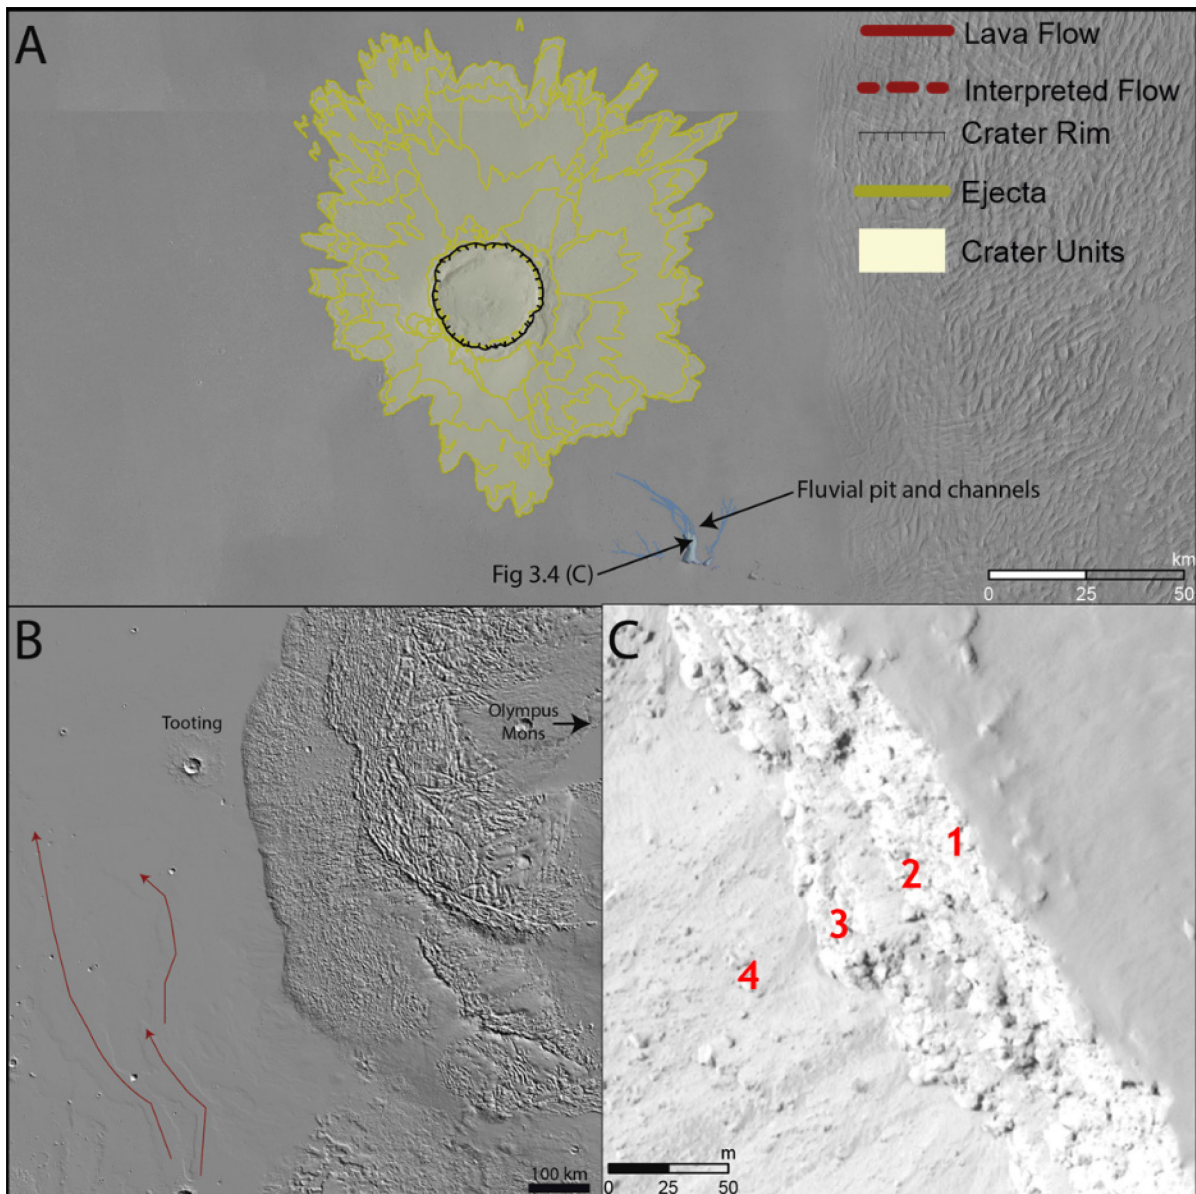 A
Lava Flow
Interpreted Flow
Crater Rim
Ejecta
Crater Units
Fluvial pit and channels
Fig 3.4 (C)
km
0 25 50
B
Tooting
Olympus
Mons
100 km
C
1
2
3
4
m
0 25 50